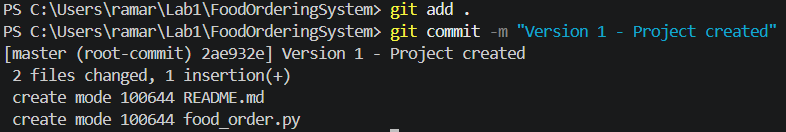 PS C:\Users\ramar\Lab1\FoodOrderingSystem> git add .
PS C:\Users\ramar\Lab1\FoodOrderingSystem> git commit -m "Version 1 - Project created"
[master (root-commit) 2ae932e] Version 1 - Project created
 2 files changed, 1 insertion(+)
 create mode 100644 README.md
 create mode 100644 food_order.py